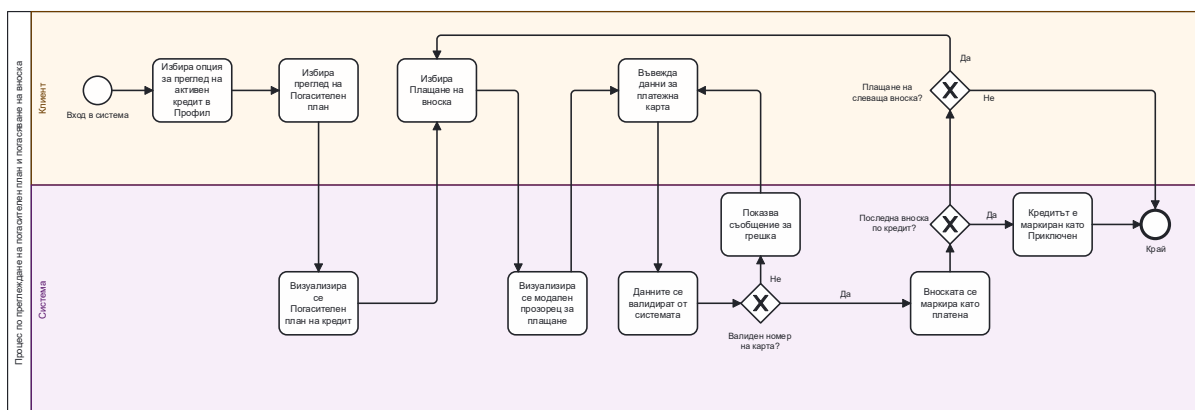 Процес по преглеждане на погасителен план и погасяване на вноска
Клиент
Вход в система
Избира опция
за преглед на
активен
кредит в
Профил
Избира
преглед на
Погасителен
план
Избира
Плащане на
вноска
Въвежда
данни за
платежна
карта
Плащане на
слеваща вноска?
Да
Не
Система
Визуализира
се
Погасителен
план на кредит
Визуализира
се модален
прозорец за
плащане
Данните се
валидират от
системата
Показва
съобщение за
грешка
Не
Валиден номер
на карта?
Да
Вноската се
маркира като
платена
Последна вноска
по кредит?
Да
Кредитът е
маркиран като
Приключен
Край